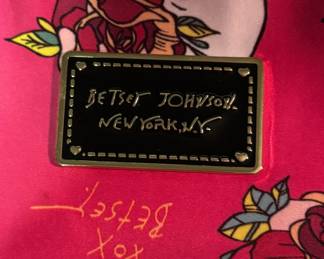 BETSEY JOHNSON
NEW YORK, N.Y.
XOX
BETSEY